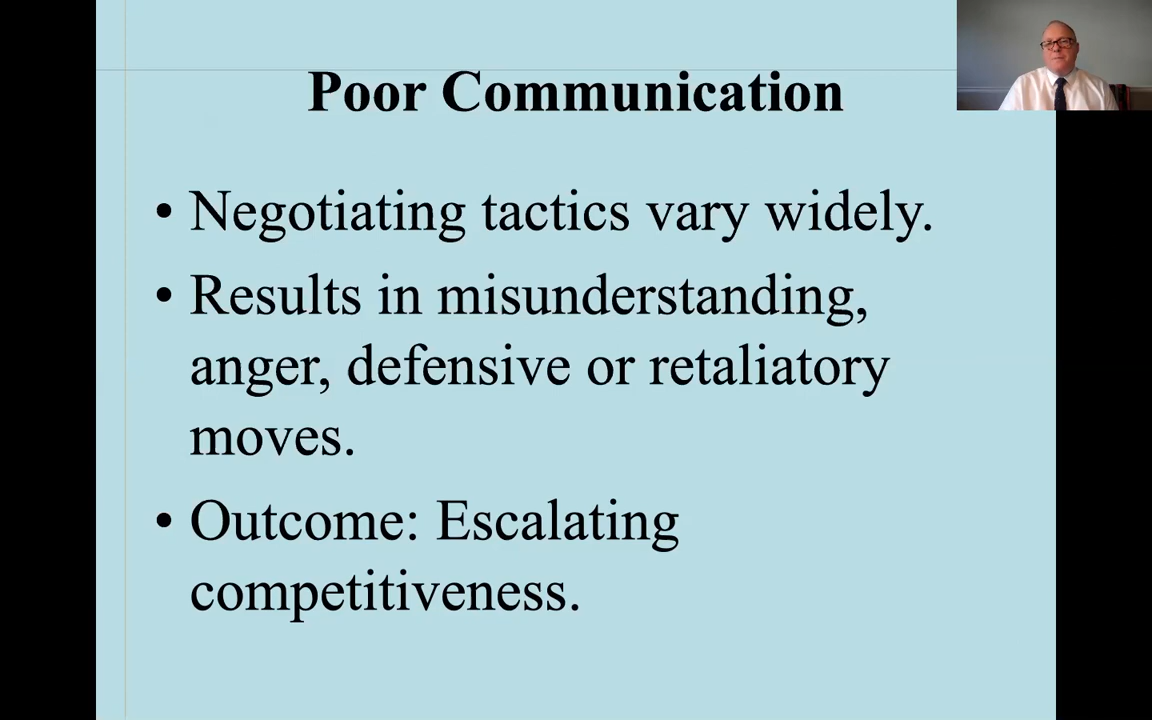 Poor Communication
• Negotiating tactics vary widely.
• Results in misunderstanding,
anger, defensive or retaliatory
moves.
• Outcome: Escalating
competitiveness.